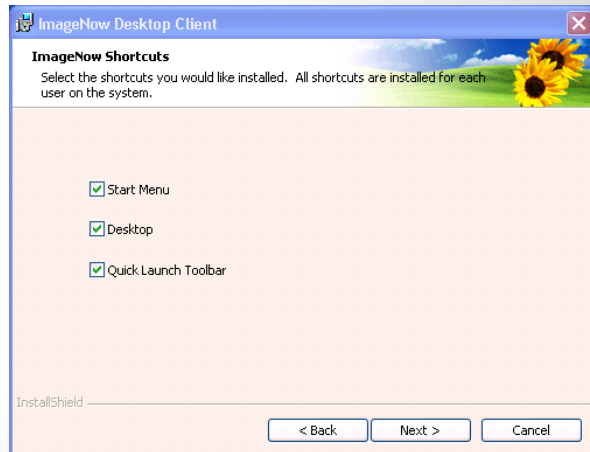 ImageNow Desktop Client
ImageNow Shortcuts
Select the shortcuts you would like installed. All shortcuts are installed for each
user on the system.
Start Menu
Desktop
Quick Launch Toolbar
InstallShield
< Back Next > Cancel